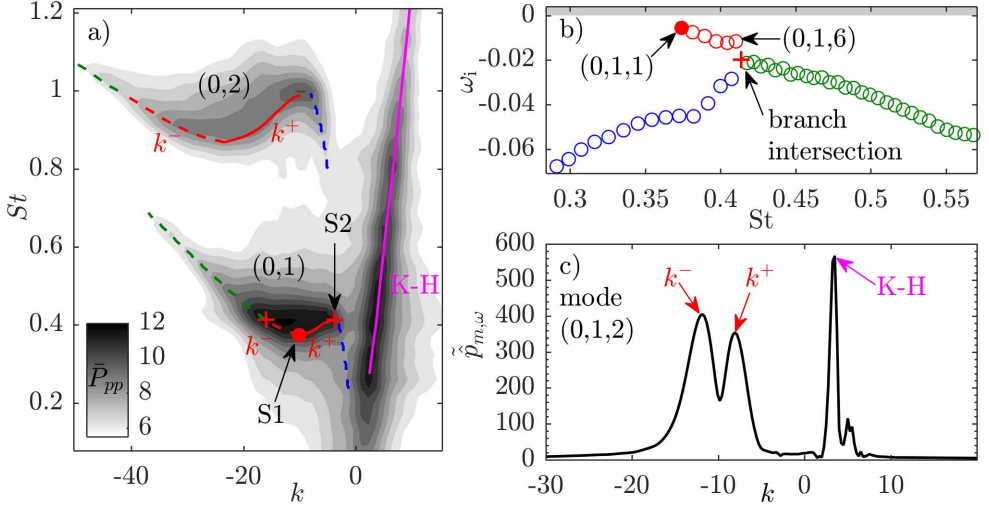 a)
1.2
1
0.8
0.6
0.4
0.2
St
(0,2)
k⁻
k⁺
S2
(0,1)
K-H
k⁻
k⁺
S1
P̄pp
12
10
8
6
-40
-20
0
k
b)
0
-0.02
-0.04
-0.06
ωi
(0,1,1)
(0,1,6)
branch
intersection
0.3
0.35
0.4
0.45
0.5
0.55
St
c)
600
500
400
300
200
100
0
p̃̂m,ω
mode
(0,1,2)
k⁻
k⁺
K-H
-30
-20
-10
0
10
k